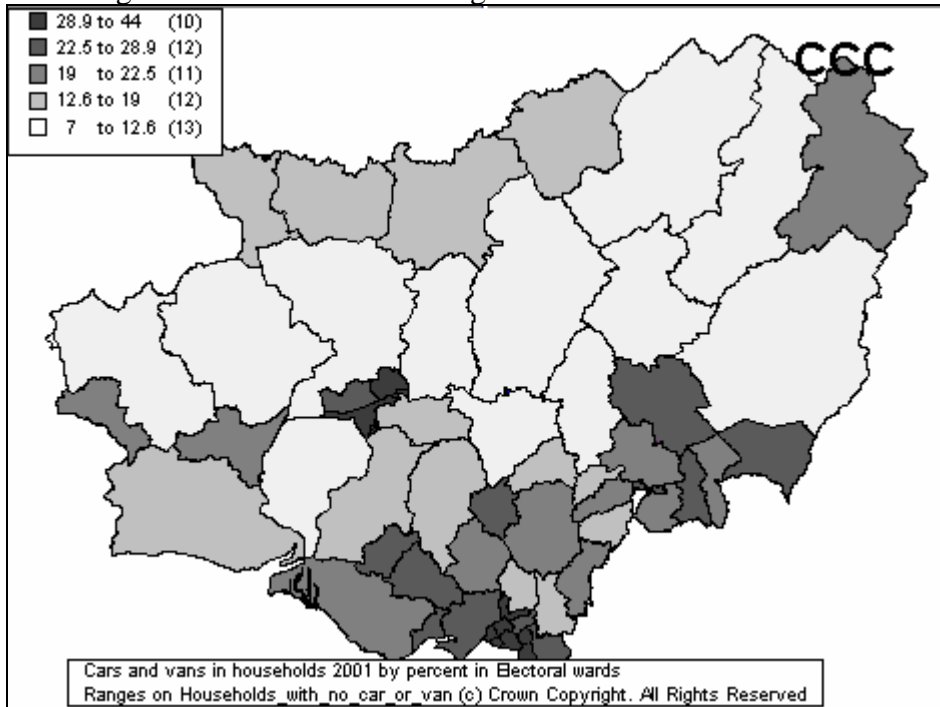 28.9 to 44 (10)
22.5 to 28.9 (12)
19 to 22.5 (11)
12.6 to 19 (12)
7 to 12.6 (13)
CCC
Cars and vans in households 2001 by percent in Electoral wards
Ranges on Households_with_no_car_or_van (c) Crown Copyright. All Rights Reserved